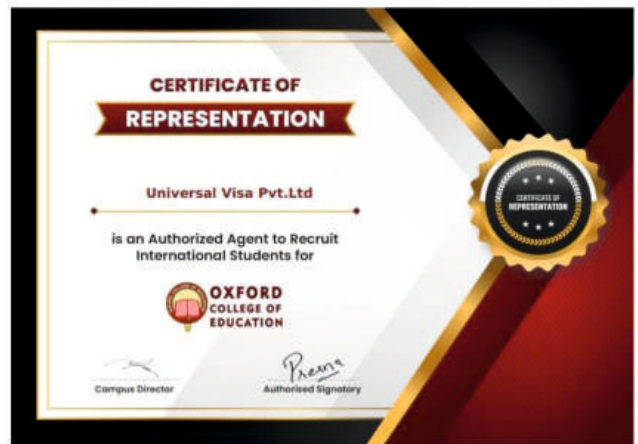 CERTIFICATE OF
REPRESENTATION
Universal Visa Pvt.Ltd
is an Authorized Agent to Recruit
International Students for
OXFORD
COLLEGE OF
EDUCATION
Campus Director
Authorised Signatory
CERTIFICATE OF
REPRESENTATION